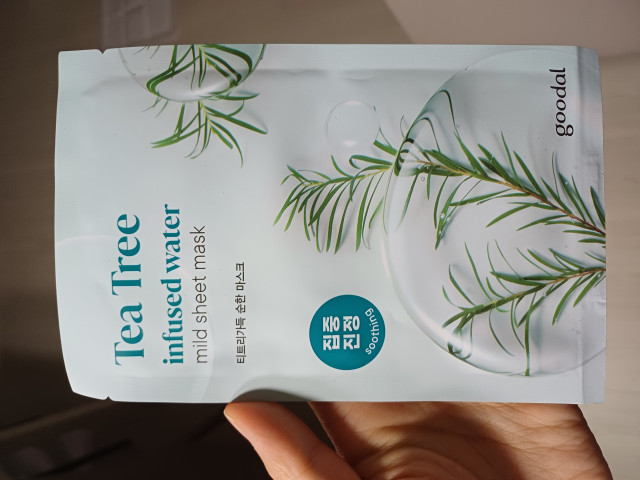 Tea Tree
infused water
mild sheet mask
티트리가득 순한 마스크
집중
진정
soothing
goodal